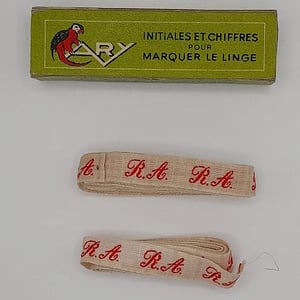 CARY
INITIALES ET CHIFFRES
POUR
MARQUER LE LINGE
A. R.A. R.A.
R.A. R.A. R